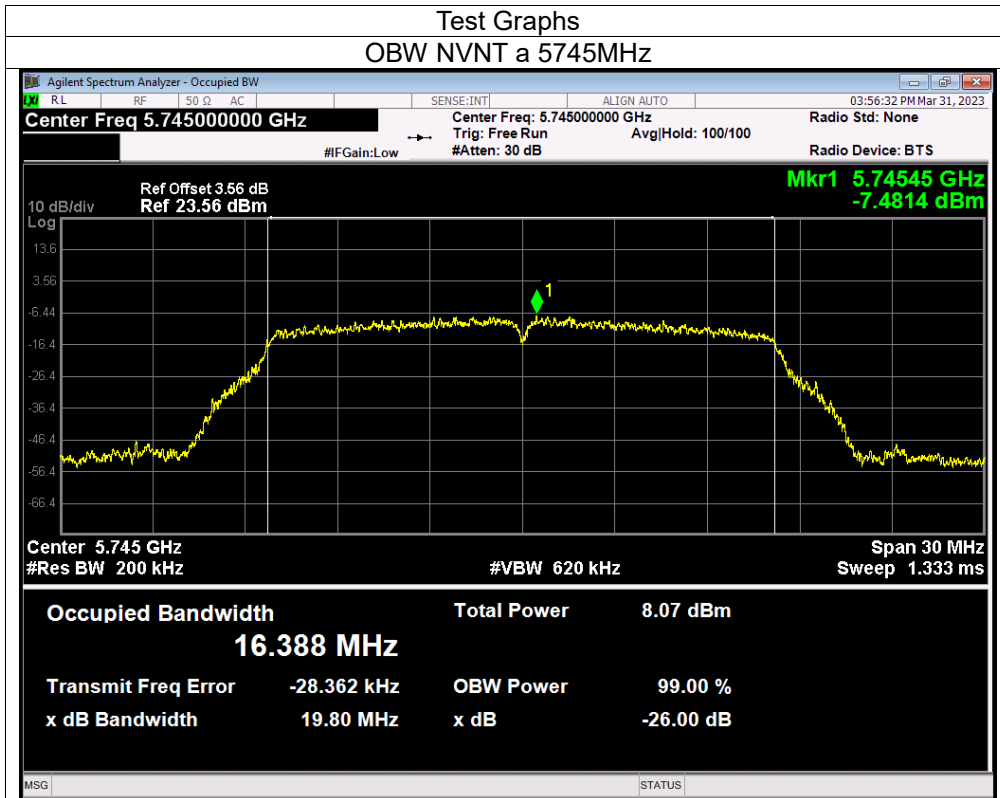 Test Graphs
OBW NVNT a 5745MHz
Agilent Spectrum Analyzer - Occupied BW
LXI RL RF 50 Ω AC SENSE:INT ALIGN AUTO 03:56:32 PM Mar 31, 2023
Center Freq 5.745000000 GHz Center Freq: 5.745000000 GHz Radio Std: None
Trig: Free Run Avg|Hold: 100/100
#IFGain:Low #Atten: 30 dB Radio Device: BTS
Mkr1 5.74545 GHz
-7.4814 dBm
Ref Offset 3.56 dB
10 dB/div Ref 23.56 dBm
Log
13.6
3.56
1
-6.44
-16.4
-26.4
-36.4
-46.4
-56.4
-66.4
Center 5.745 GHz Span 30 MHz
#Res BW 200 kHz #VBW 620 kHz Sweep 1.333 ms
Occupied Bandwidth Total Power 8.07 dBm
16.388 MHz
Transmit Freq Error -28.362 kHz OBW Power 99.00 %
x dB Bandwidth 19.80 MHz x dB -26.00 dB
MSG STATUS